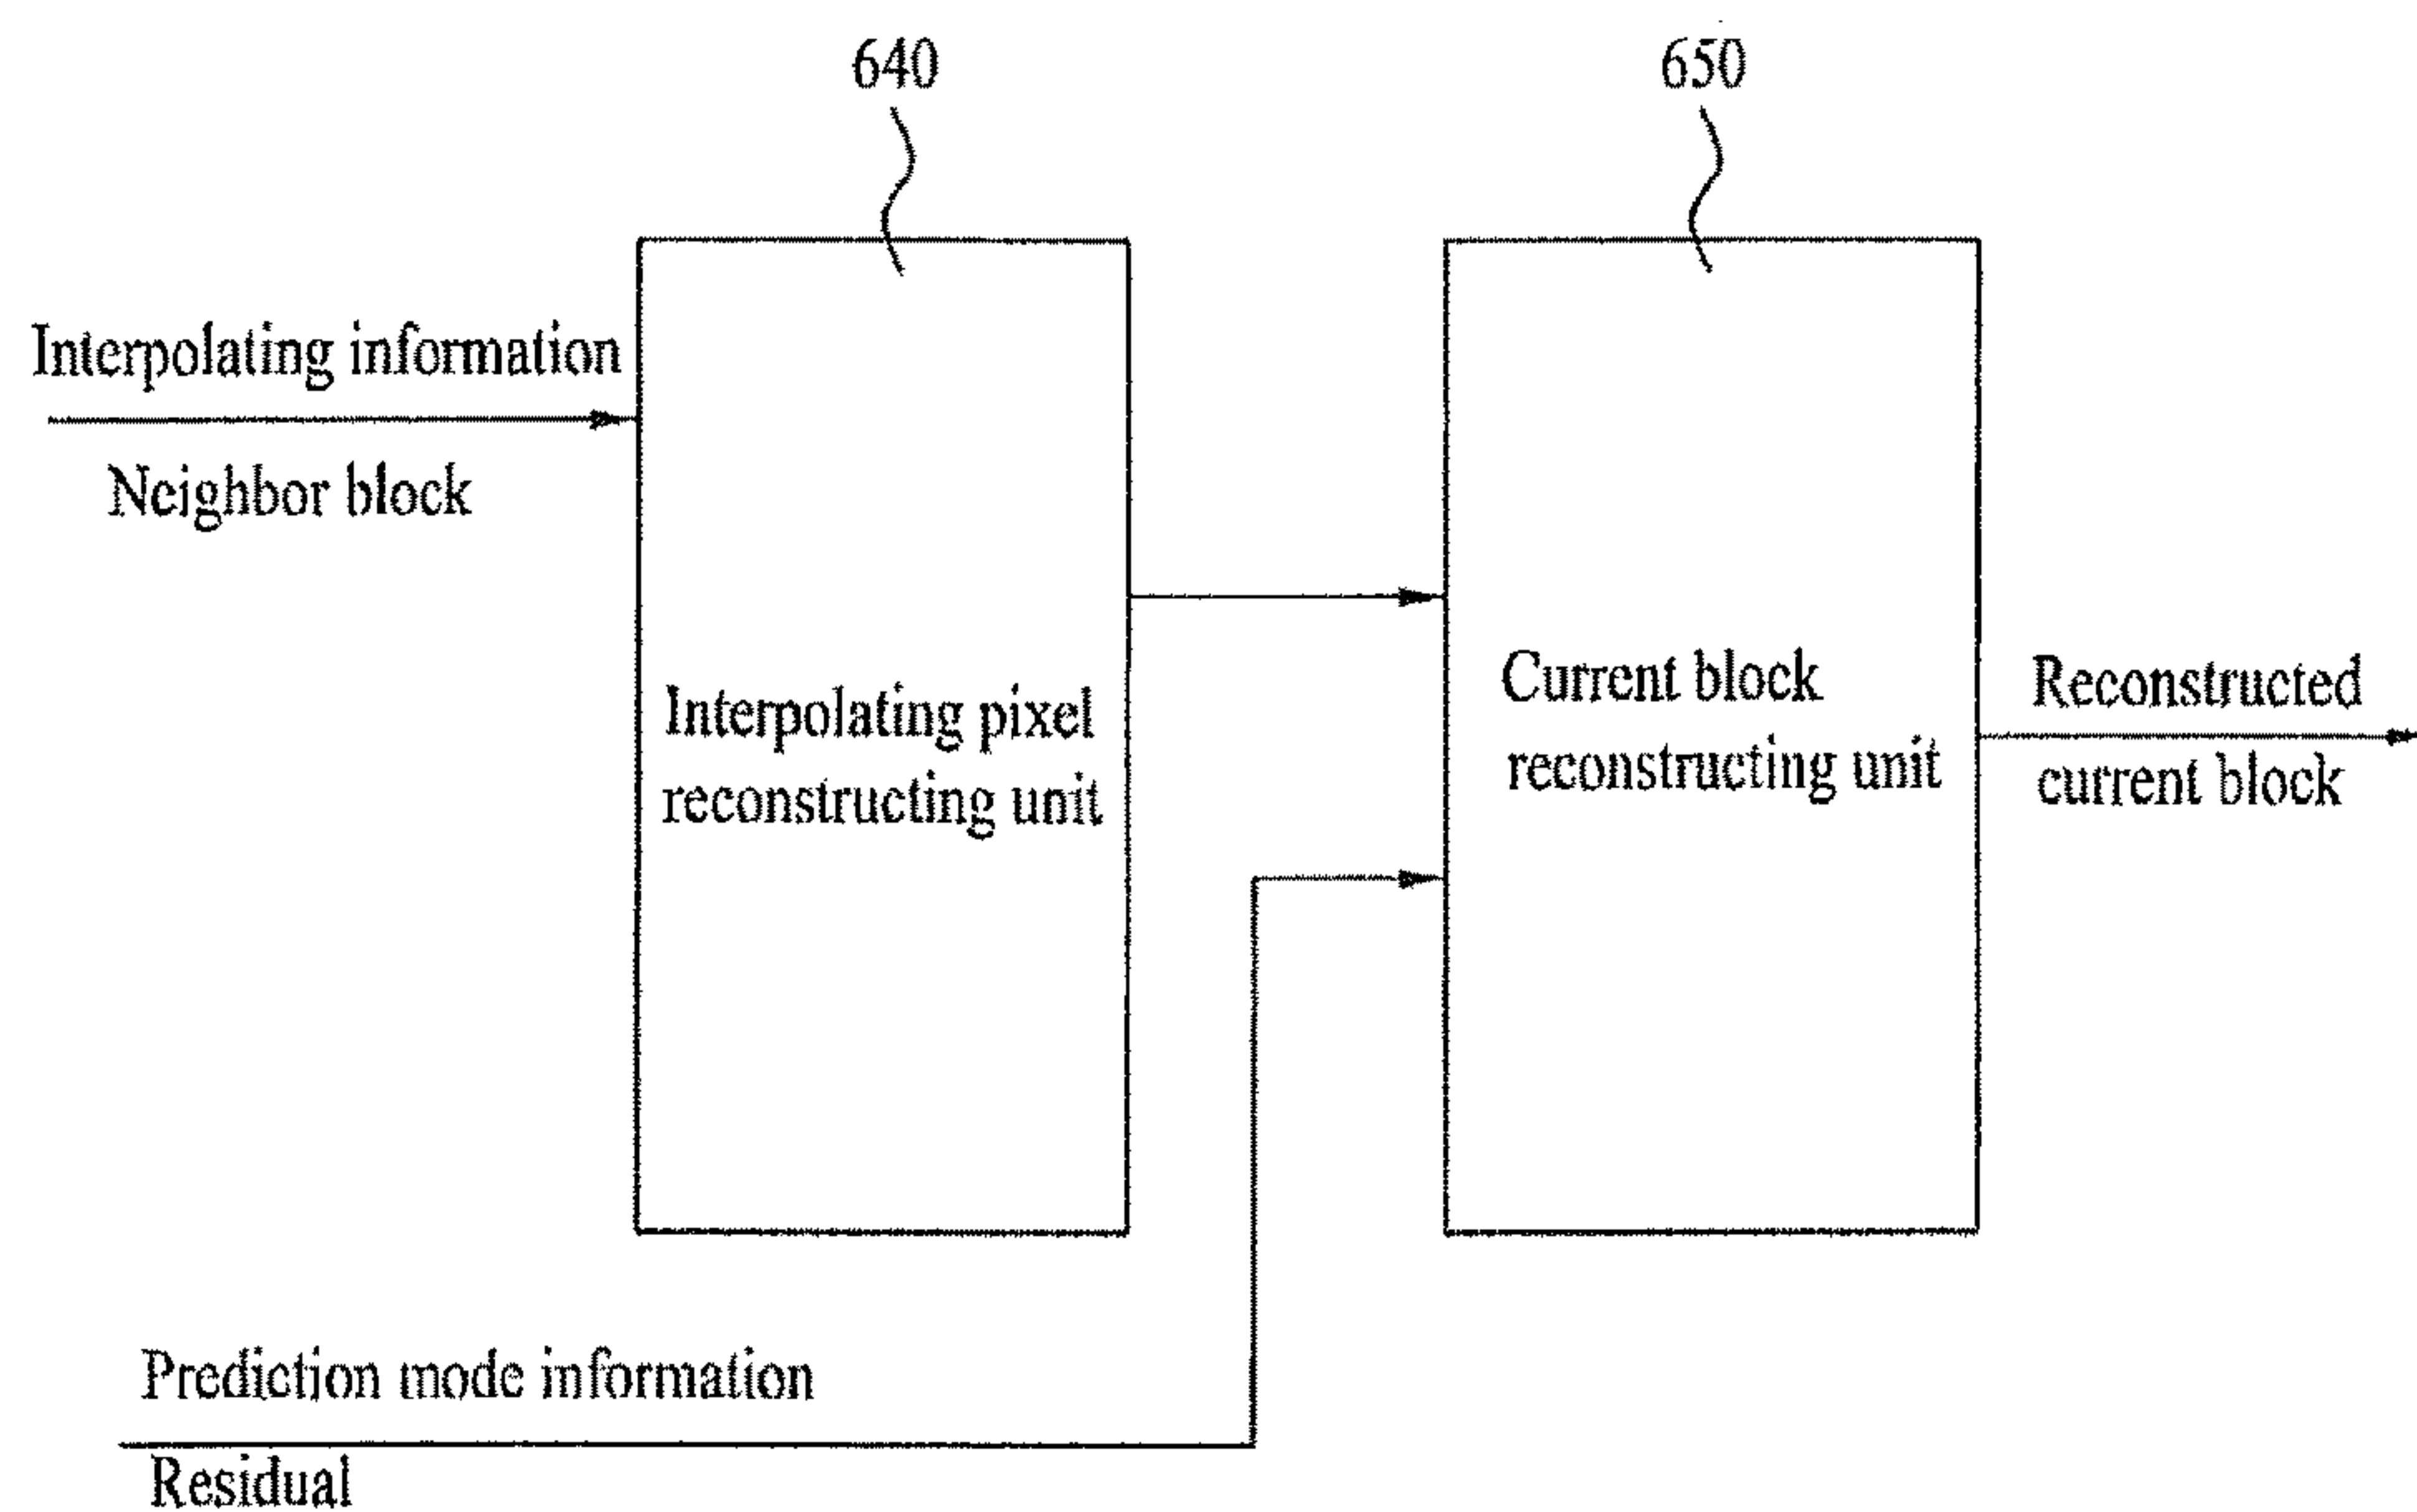 640
650
Interpolating information
Neighbor block
Interpolating pixel
reconstructing unit
Current block
reconstructing unit
Reconstructed
current block
Prediction mode information
Residual